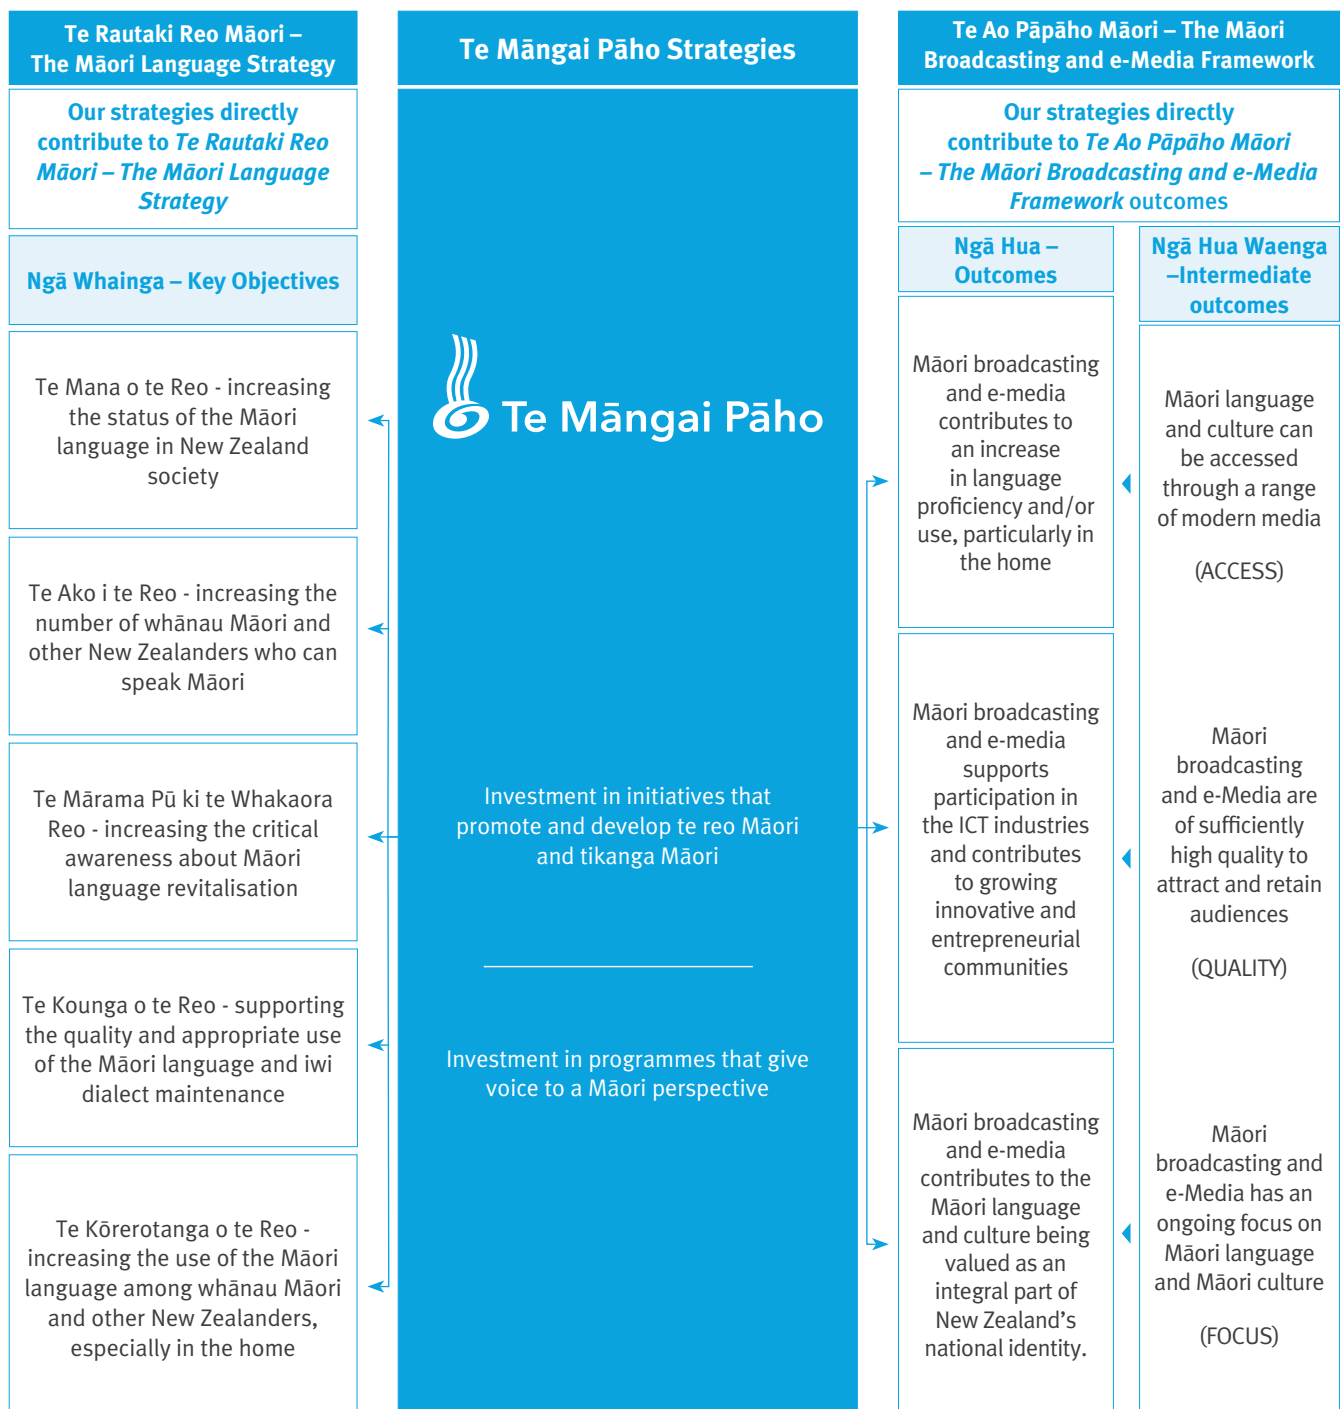 Te Rautaki Reo Māori –
The Māori Language Strategy
Our strategies directly
contribute to Te Rautaki Reo
Māori – The Māori Language
Strategy
Ngā Whainga – Key Objectives
Te Mana o te Reo - increasing
the status of the Māori
language in New Zealand
society
Te Ako i te Reo - increasing the
number of whānau Māori and
other New Zealanders who can
speak Māori
Te Mārama Pū ki te Whakaora
Reo - increasing the critical
awareness about Māori
language revitalisation
Te Kounga o te Reo - supporting
the quality and appropriate use
of the Māori language and iwi
dialect maintenance
Te Kōrerotanga o te Reo -
increasing the use of the Māori
language among whānau Māori
and other New Zealanders,
especially in the home
Te Māngai Pāho Strategies
Te Māngai Pāho
Investment in initiatives that
promote and develop te reo Māori
and tikanga Māori
Investment in programmes that give
voice to a Māori perspective
Te Ao Pāpāho Māori – The Māori
Broadcasting and e-Media Framework
Our strategies directly
contribute to Te Ao Pāpāho Māori
– The Māori Broadcasting and e-Media
Framework outcomes
Ngā Hua –
Outcomes
Māori broadcasting
and e-media
contributes to
an increase
in language
proficiency and/or
use, particularly in
the home
Māori broadcasting
and e-media
supports
participation in
the ICT industries
and contributes
to growing
innovative and
entrepreneurial
communities
Māori broadcasting
and e-media
contributes to the
Māori language
and culture being
valued as an
integral part of
New Zealand’s
national identity.
Ngā Hua Waenga
–Intermediate
outcomes
Māori language
and culture can
be accessed
through a range
of modern media
(ACCESS)
Māori
broadcasting
and e-Media are
of sufficiently
high quality to
attract and retain
audiences
(QUALITY)
Māori
broadcasting and
e-Media has an
ongoing focus on
Māori language
and Māori culture
(FOCUS)